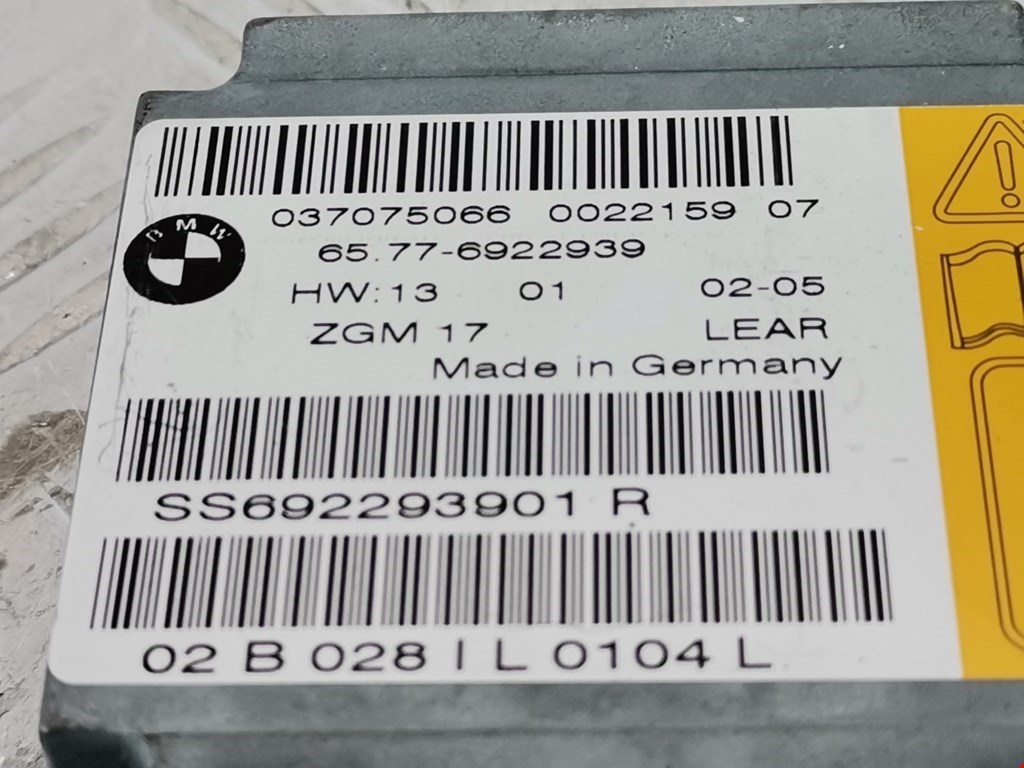 037075066 0022159 07
BMW
65.77-6922939
HW:13 01 02-05
ZGM 17 LEAR
Made in Germany
SS692293901 R
02 B 028 I L 0104 L